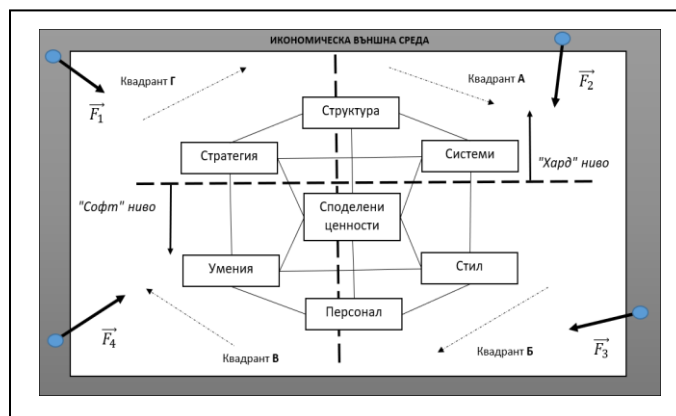 ИКОНОМИЧЕСКА ВЪНШНА СРЕДА
Квадрант Г
Квадрант А
F₁
F₂
Структура
Стратегия
Системи
"Хард" ниво
"Софт" ниво
Споделени
ценности
Умения
Стил
Персонал
F₄
F₃
Квадрант В
Квадрант Б